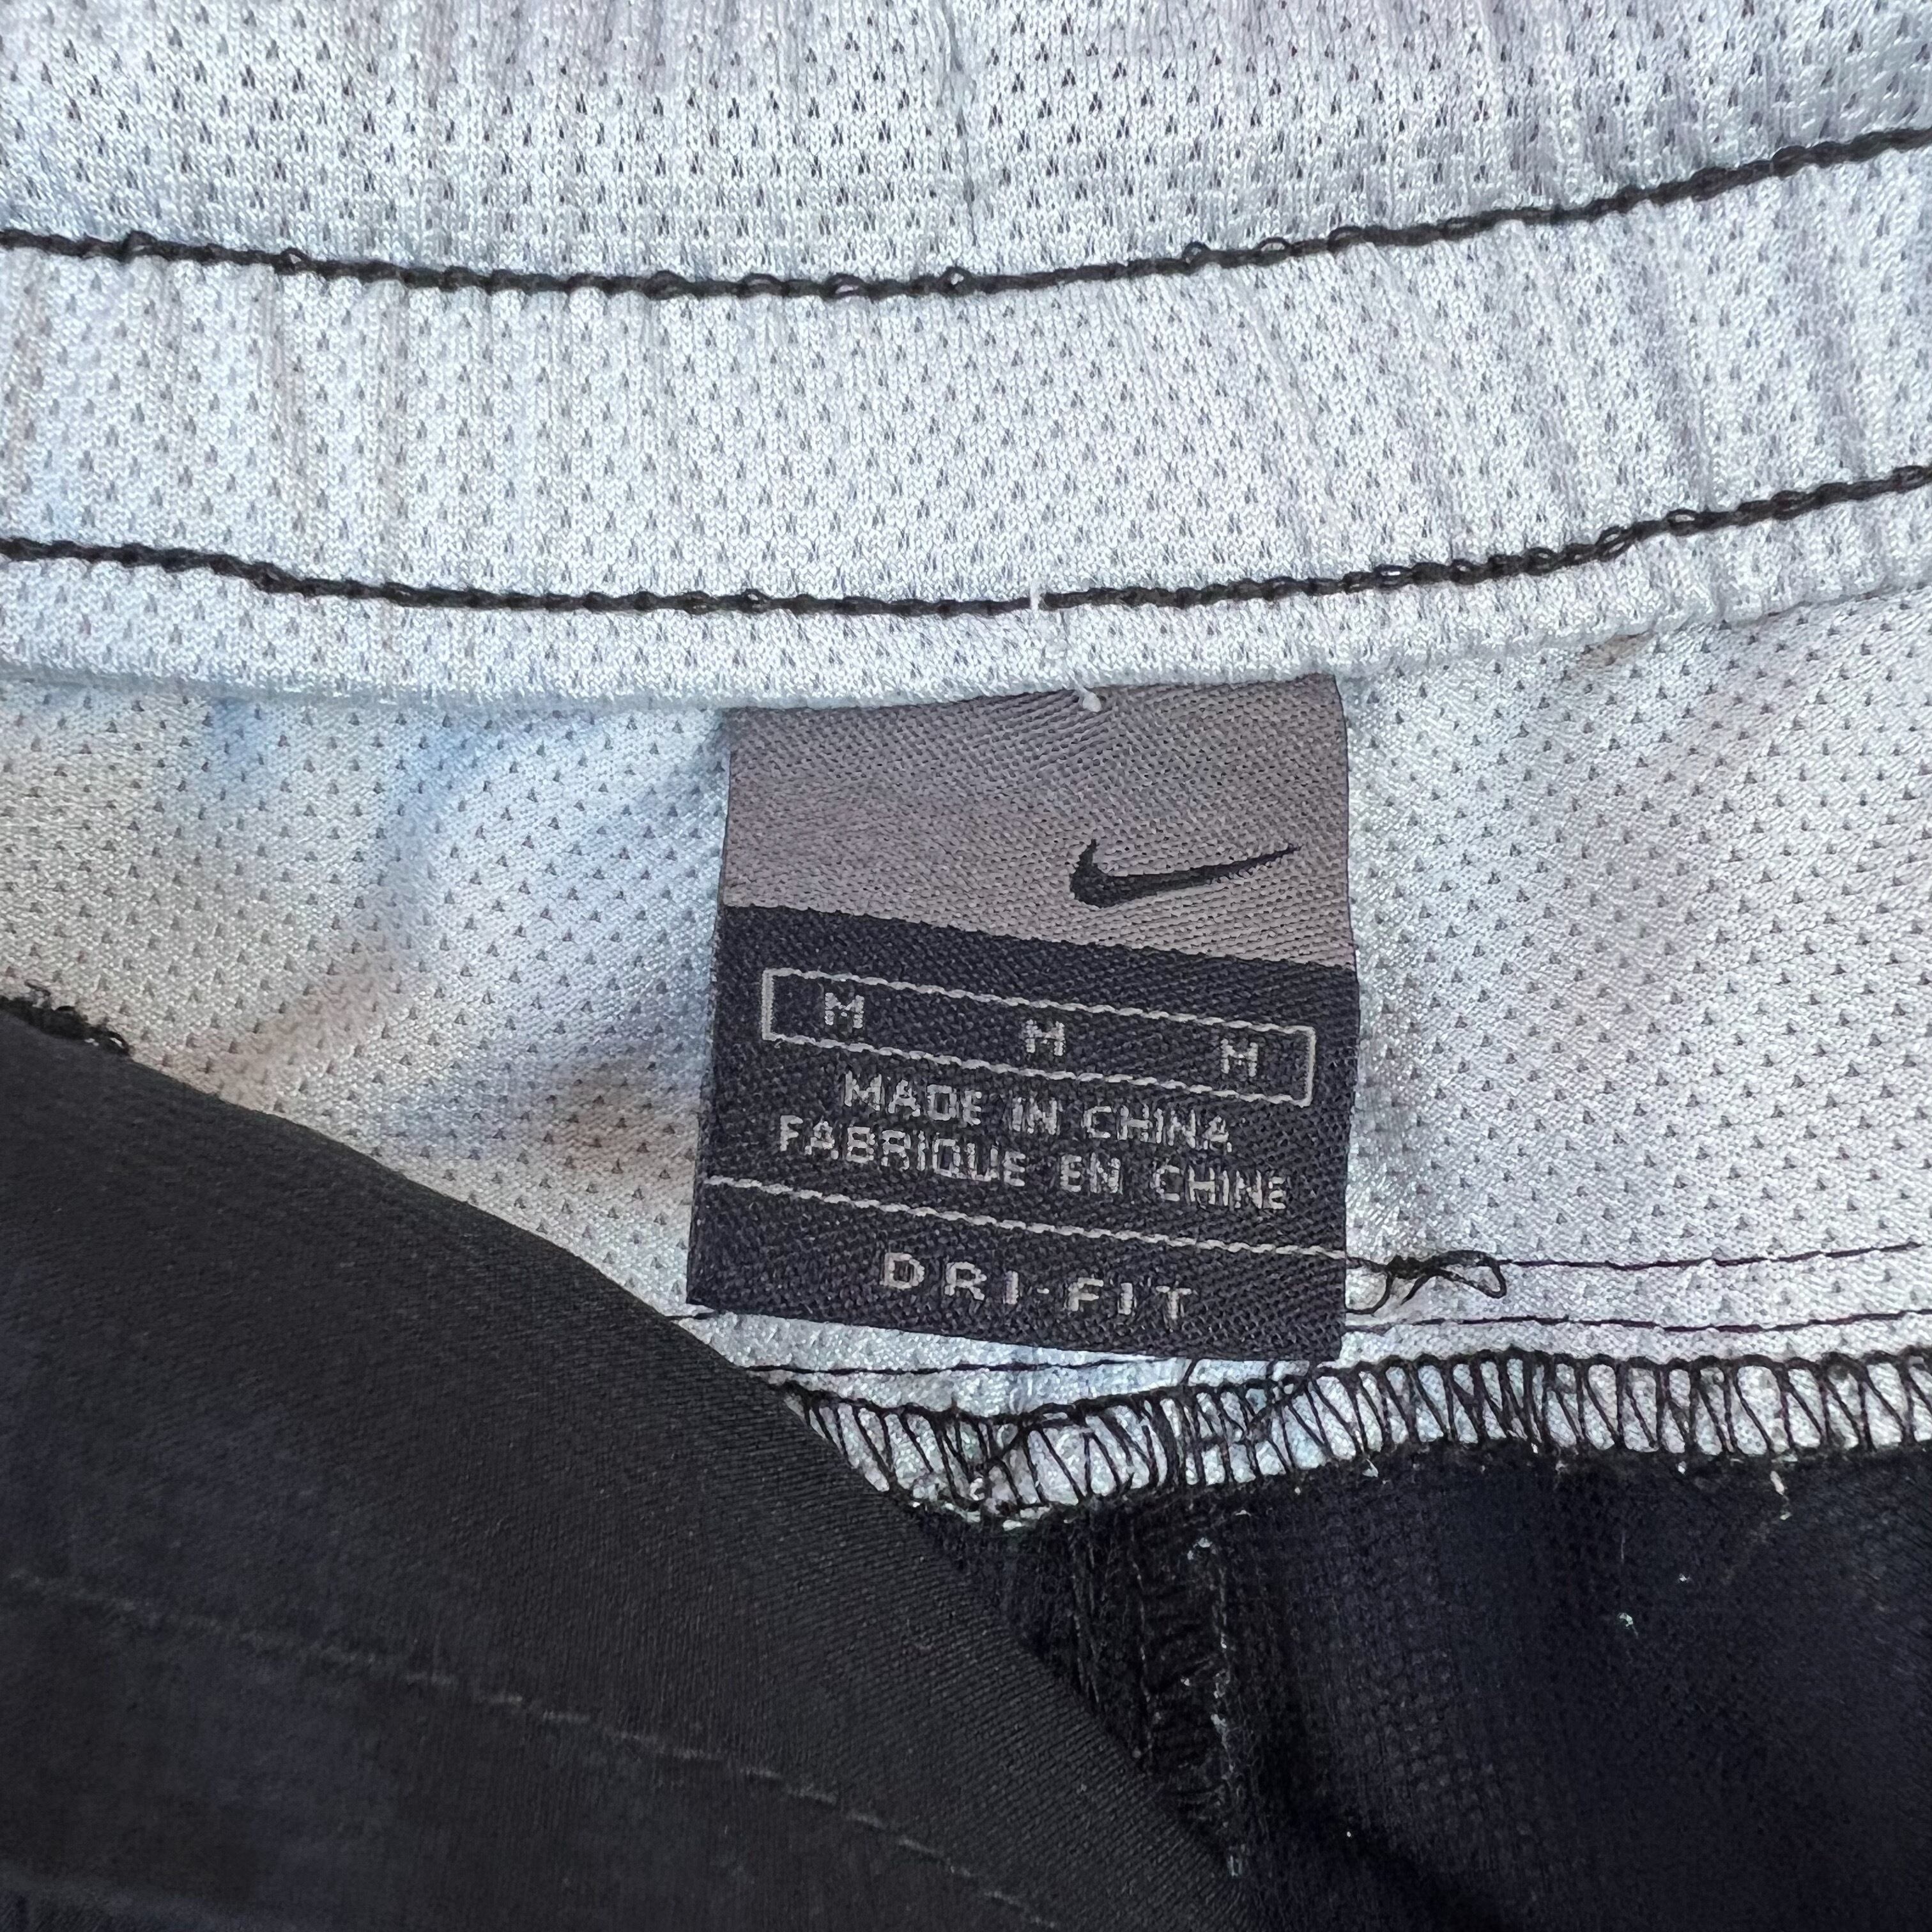 M M M
MADE IN CHINA
FABRIQUE EN CHINE
DRI-FIT